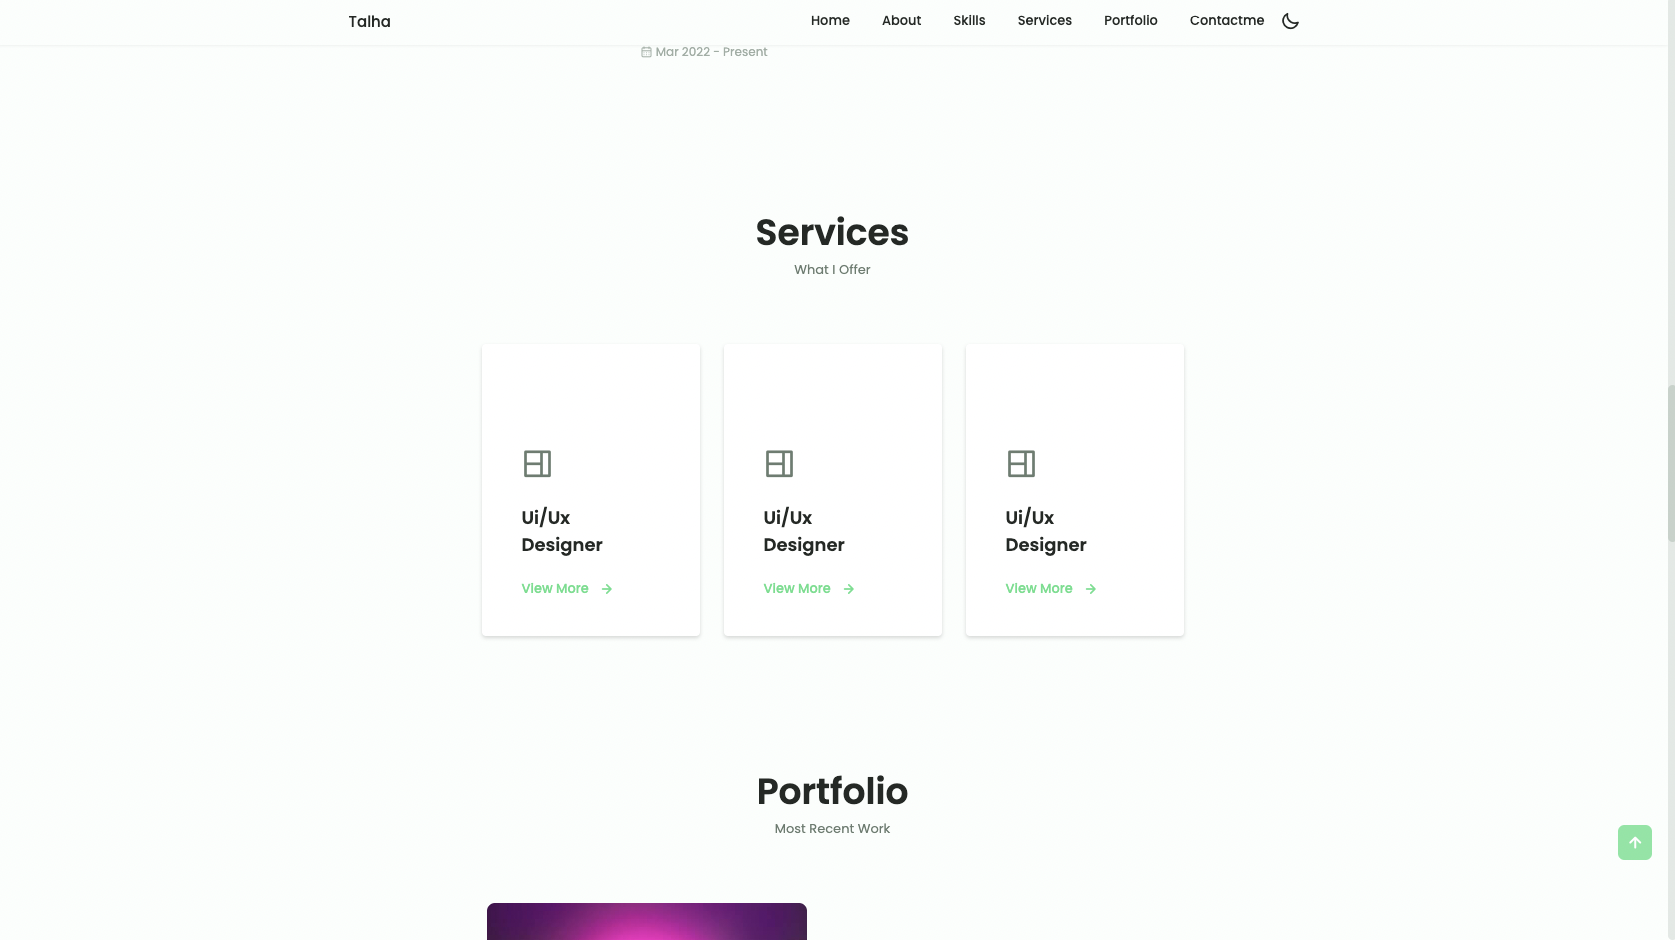 Talha
Home About Skills Services Portfolio Contactme
Mar 2022 - Present
Services
What I Offer
Ui/Ux
Designer
View More
Ui/Ux
Designer
View More
Ui/Ux
Designer
View More
Portfolio
Most Recent Work